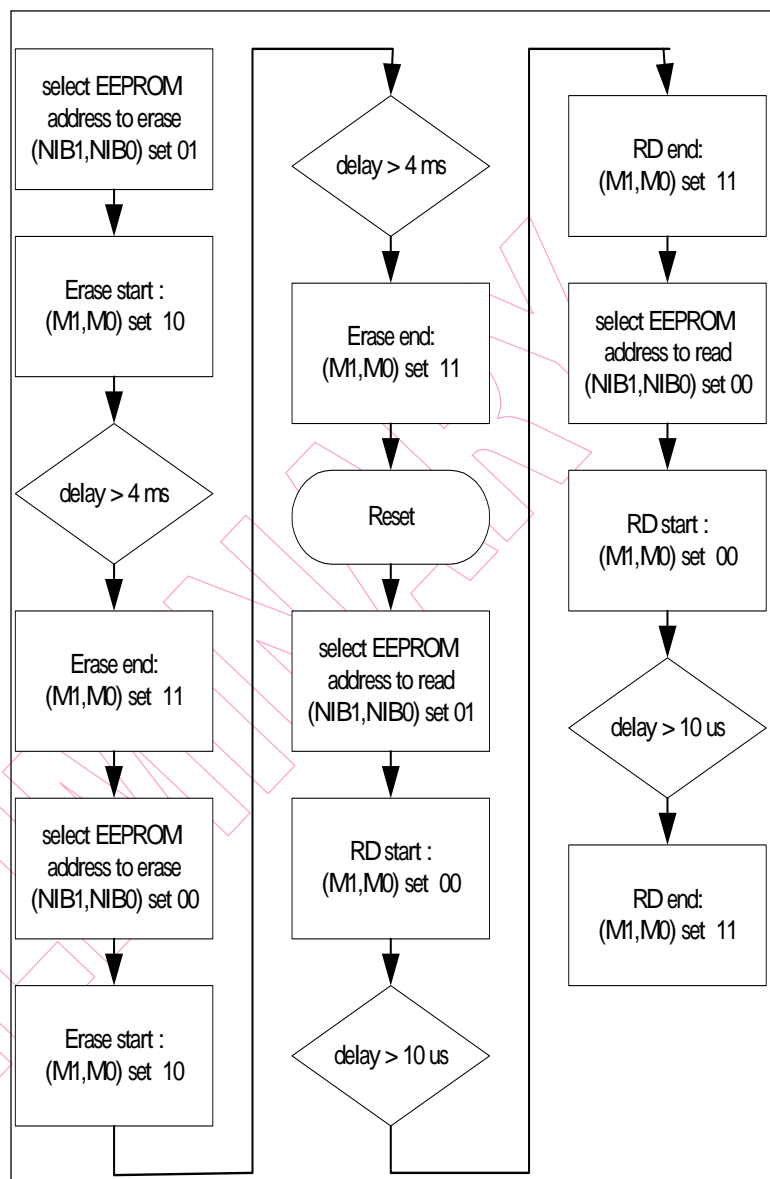 select EEPROM
address to erase
(NIB1,NIB0) set 01
Erase start :
(M1,M0) set 10
delay > 4 ms
Erase end:
(M1,M0) set 11
select EEPROM
address to erase
(NIB1,NIB0) set 00
Erase start :
(M1,M0) set 10
delay > 4 ms
Erase end:
(M1,M0) set 11
Reset
select EEPROM
address to read
(NIB1,NIB0) set 01
RD start :
(M1,M0) set 00
delay > 10 us
RD end:
(M1,M0) set 11
select EEPROM
address to read
(NIB1,NIB0) set 00
RD start :
(M1,M0) set 00
delay > 10 us
RD end:
(M1,M0) set 11